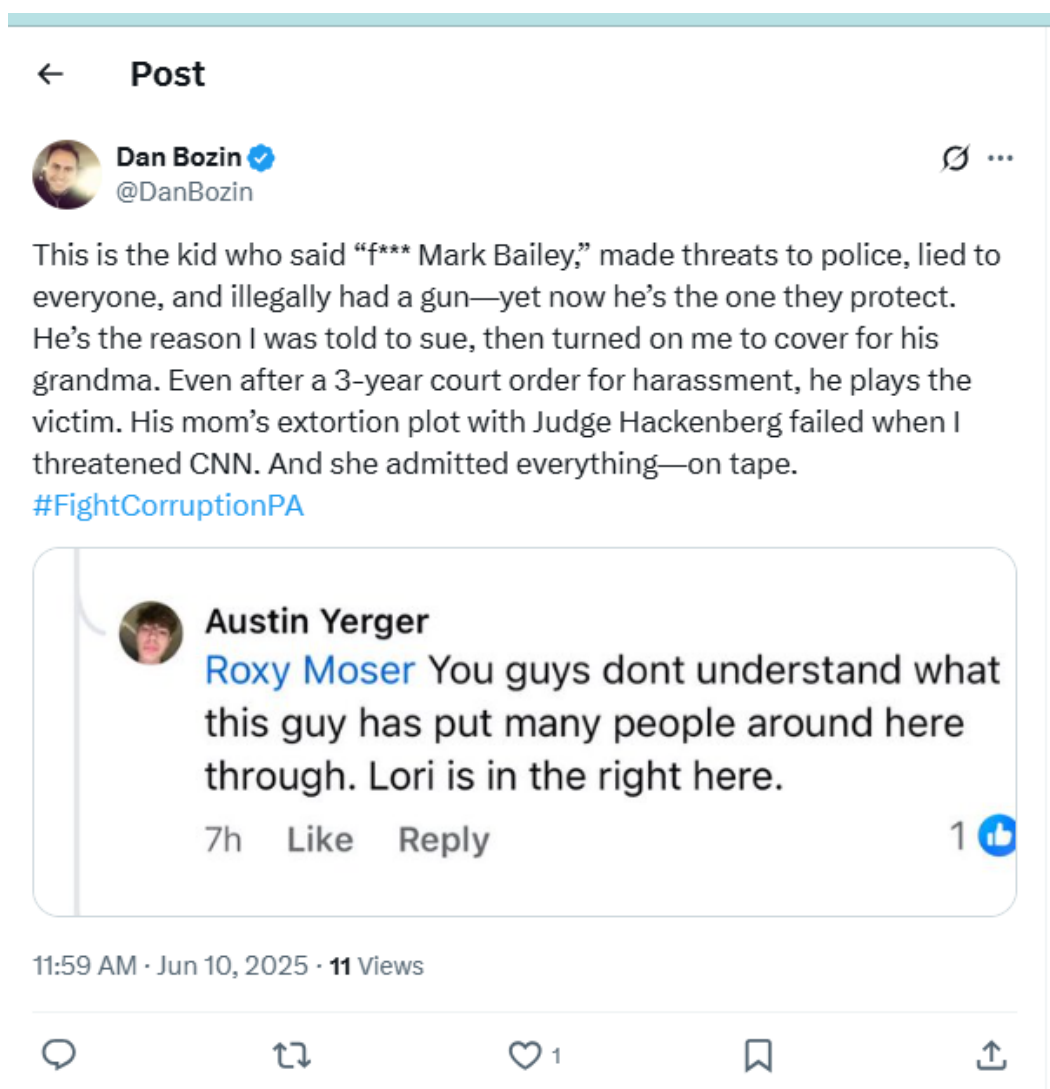 Post
Dan Bozin
@DanBozin
This is the kid who said “f*** Mark Bailey,” made threats to police, lied to
everyone, and illegally had a gun—yet now he’s the one they protect.
He’s the reason I was told to sue, then turned on me to cover for his
grandma. Even after a 3-year court order for harassment, he plays the
victim. His mom’s extortion plot with Judge Hackenberg failed when I
threatened CNN. And she admitted everything—on tape.
#FightCorruptionPA
Austin Yerger
Roxy Moser You guys dont understand what
this guy has put many people around here
through. Lori is in the right here.
7h Like Reply 1
11:59 AM · Jun 10, 2025 · 11 Views
1